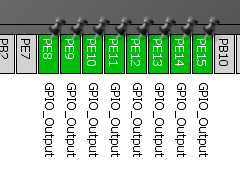 PB2
PE7
PE8
PE9
PE10
PE11
PE12
PE13
PE14
PE15
PB10
GPIO_Output
GPIO_Output
GPIO_Output
GPIO_Output
GPIO_Output
GPIO_Output
GPIO_Output
GPIO_Output